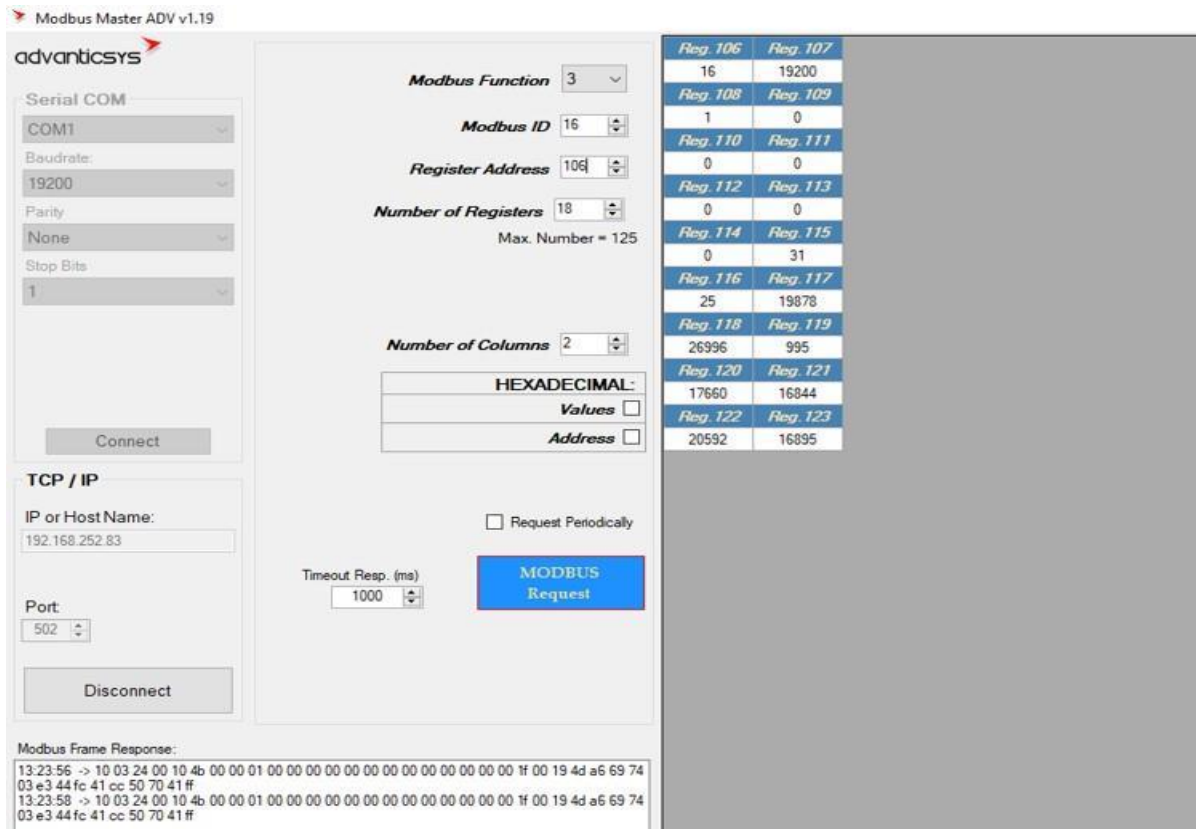 Modbus Master ADV v1.19
advanticsys
Serial COM
COM1
Baudrate:
19200
Parity
None
Stop Bits
1
Connect
TCP / IP
IP or Host Name:
192.168.252.83
Port:
502
Disconnect
Modbus Function 3
Modbus ID 16
Register Address 106
Number of Registers 18
Max. Number = 125
Number of Columns 2
HEXADECIMAL:
Values
Address
Request Periodically
Timeout Resp. (ms)
1000
MODBUS
Request
Reg. 106 Reg. 107
16 19200
Reg. 108 Reg. 109
1 0
Reg. 110 Reg. 111
0 0
Reg. 112 Reg. 113
0 0
Reg. 114 Reg. 115
0 31
Reg. 116 Reg. 117
25 19878
Reg. 118 Reg. 119
26996 995
Reg. 120 Reg. 121
17660 16844
Reg. 122 Reg. 123
20592 16895
Modbus Frame Response:
13:23:56 -> 10 03 24 00 10 4b 00 00 01 00 00 00 00 00 00 00 00 00 00 00 00 1f 00 19 4d a6 69 74
03 e3 44 fc 41 cc 50 70 41 ff
13:23:58 -> 10 03 24 00 10 4b 00 00 01 00 00 00 00 00 00 00 00 00 00 00 00 1f 00 19 4d a6 69 74
03 e3 44 fc 41 cc 50 70 41 ff